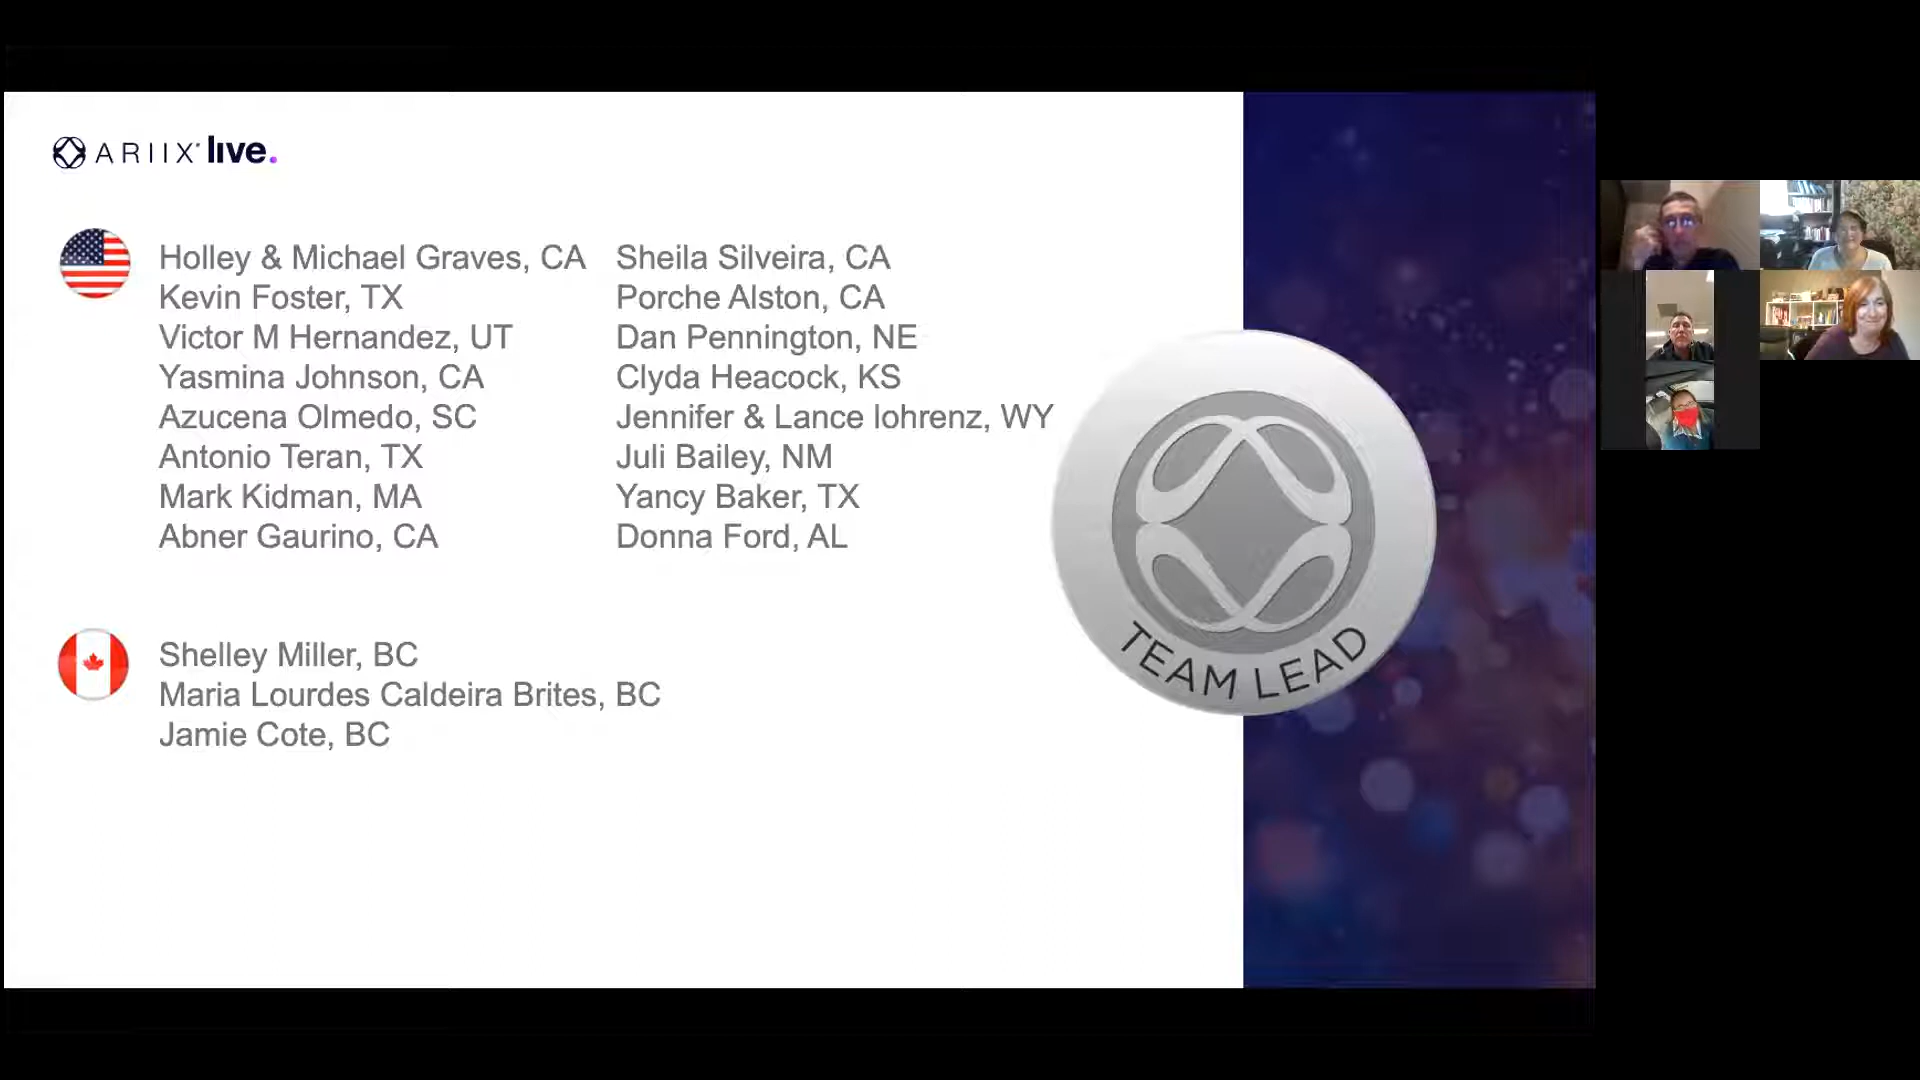 ARIIX live.
Holley & Michael Graves, CA
Kevin Foster, TX
Victor M Hernandez, UT
Yasmina Johnson, CA
Azucena Olmedo, SC
Antonio Teran, TX
Mark Kidman, MA
Abner Gaurino, CA
Sheila Silveira, CA
Porche Alston, CA
Dan Pennington, NE
Clyda Heacock, KS
Jennifer & Lance lohrenz, WY
Juli Bailey, NM
Yancy Baker, TX
Donna Ford, AL
Shelley Miller, BC
Maria Lourdes Caldeira Brites, BC
Jamie Cote, BC
TEAM LEAD